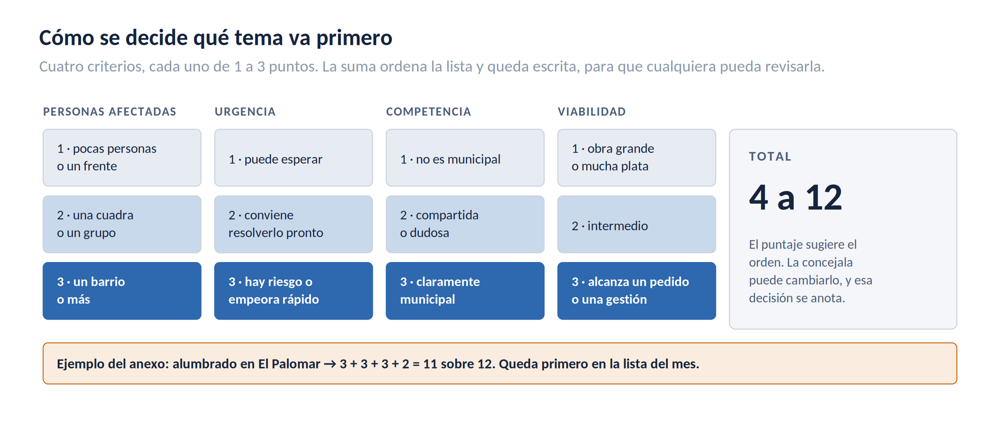 Cómo se decide qué tema va primero
Cuatro criterios, cada uno de 1 a 3 puntos. La suma ordena la lista y queda escrita, para que cualquiera pueda revisarla.
PERSONAS AFECTADAS
1 · pocas personas
o un frente
2 · una cuadra
o un grupo
3 · un barrio
o más
URGENCIA
1 · puede esperar
2 · conviene
resolverlo pronto
3 · hay riesgo o
empeora rápido
COMPETENCIA
1 · no es municipal
2 · compartida
o dudosa
3 · claramente
municipal
VIABILIDAD
1 · obra grande
o mucha plata
2 · intermedio
3 · alcanza un pedido
o una gestión
TOTAL
4 a 12
El puntaje sugiere el
orden. La concejala
puede cambiarlo, y esa
decisión se anota.
Ejemplo del anexo: alumbrado en El Palomar → 3 + 3 + 3 + 2 = 11 sobre 12. Queda primero en la lista del mes.